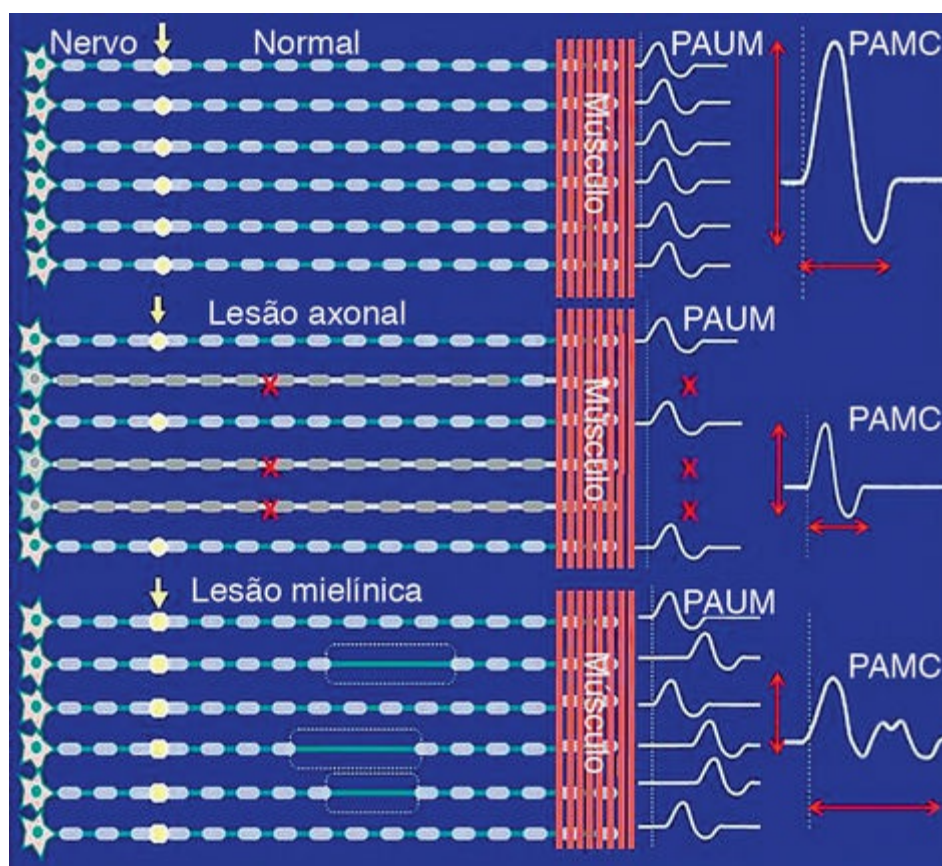 Nervo
Normal
PAUM
PAMC
Músculo
Lesão axonal
PAUM
PAMC
Músculo
X
X
X
X
X
X
Lesão mielínica
PAUM
PAMC
Músculo